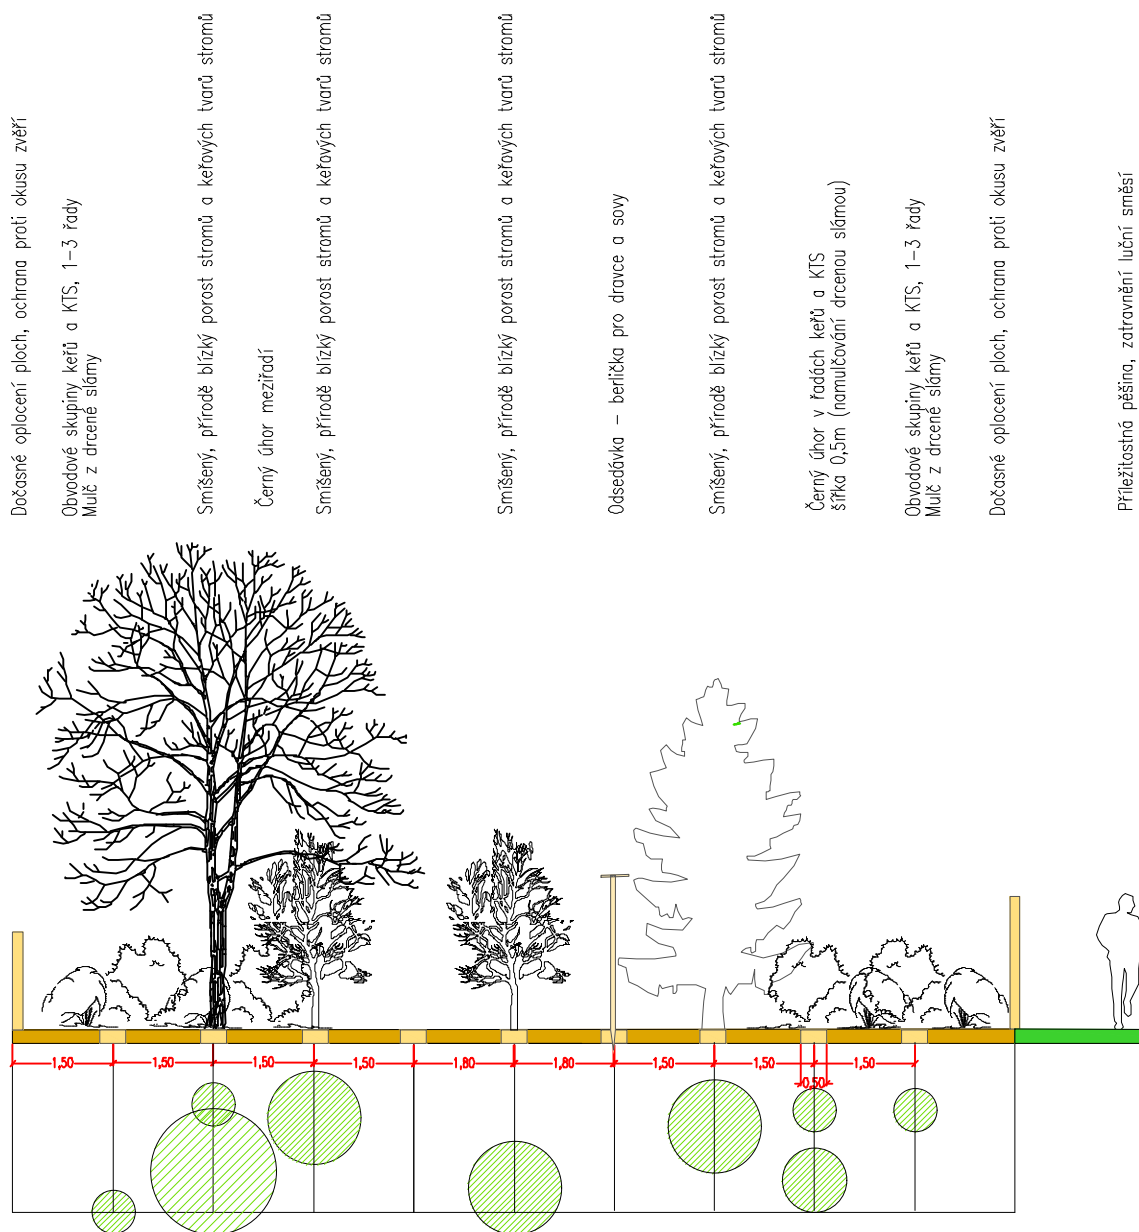 Dočasné oplocení ploch, ochrana proti okusu zvěří
Obvodové skupiny keřů a KTS, 1-3 řady
Mulč z drcené slámy
Smíšený, přírodě blízký porost stromů a keřových tvarů stromů
Černý úhor meziřadí
Smíšený, přírodě blízký porost stromů a keřových tvarů stromů
Smíšený, přírodě blízký porost stromů a keřových tvarů stromů
Odsedávka – berlička pro dravce a sovy
Smíšený, přírodě blízký porost stromů a keřových tvarů stromů
Černý úhor v řadách keřů a KTS
šířka 0,5m (namulčování drcenou slámou)
Obvodové skupiny keřů a KTS, 1-3 řady
Mulč z drcené slámy
Dočasné oplocení ploch, ochrana proti okusu zvěří
Příležitostná pěšina, zatravnění luční směsí
1,50
1,50
1,50
1,50
1,80
1,80
1,50
1,50
0,50
1,50